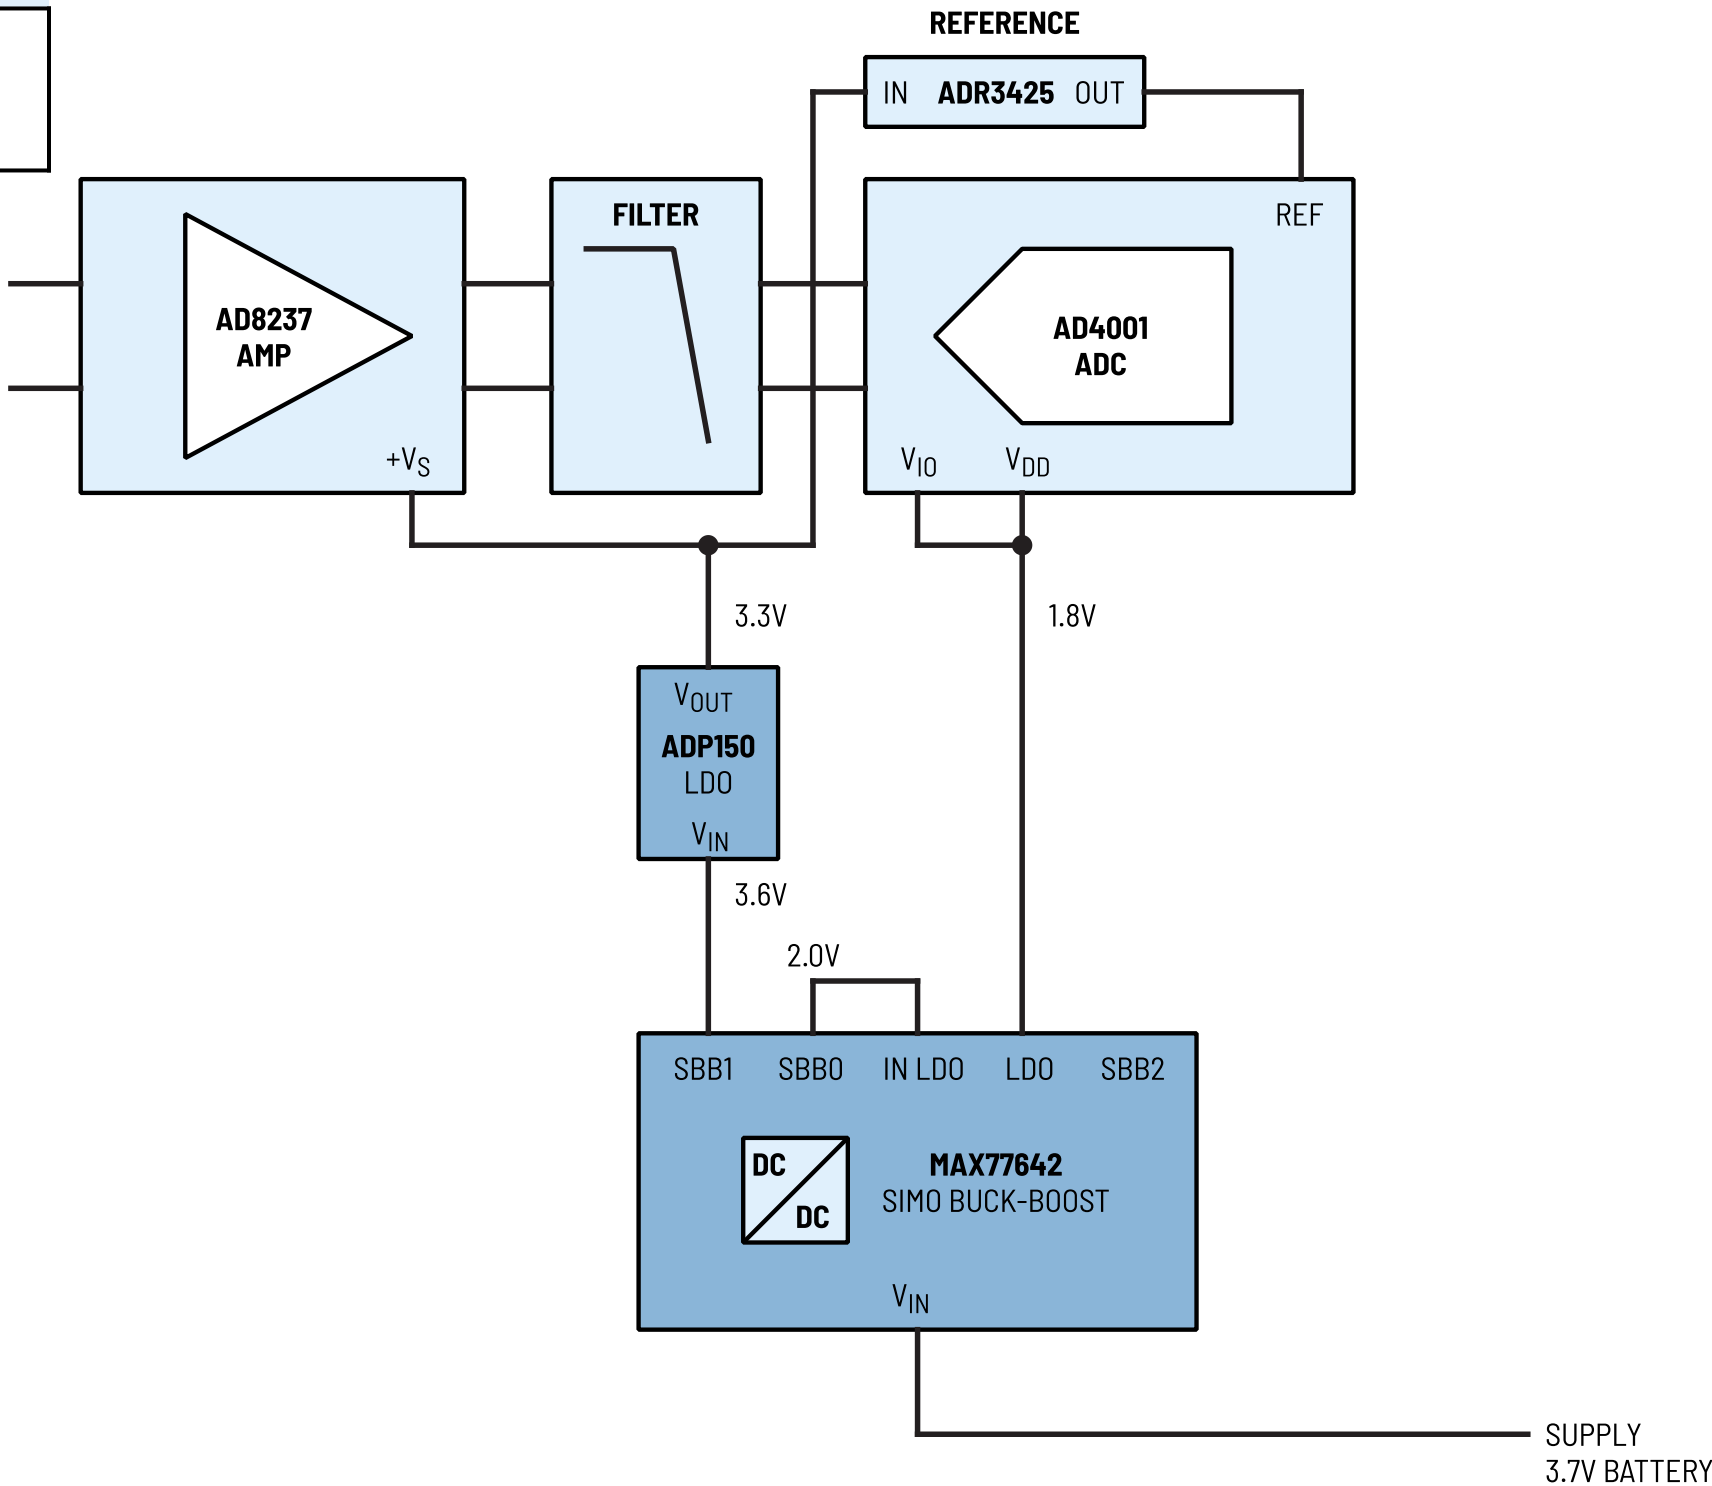 REFERENCE
IN ADR3425 OUT
FILTER
REF
AD8237
AMP
AD4001
ADC
+VS
VIO VDD
3.3V
1.8V
VOUT
ADP150
LDO
VIN
3.6V
2.0V
SBB1 SBB0 IN LDO LDO SBB2
DC
DC
MAX77642
SIMO BUCK-BOOST
VIN
SUPPLY
3.7V BATTERY